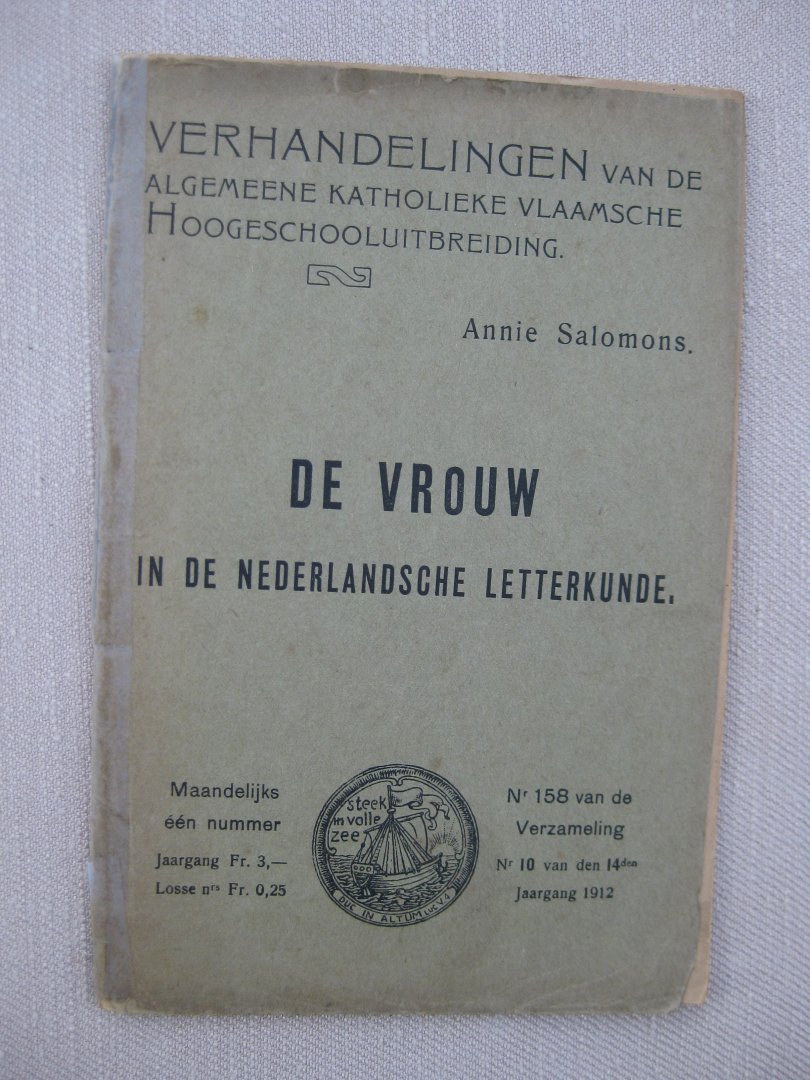 VERHANDELINGEN VAN DE
ALGEMEENE KATHOLIEKE VLAAMSCHE
HOOGESCHOOLUITBREIDING.
Annie Salomons.
DE VROUW
IN DE NEDERLANDSCHE LETTERKUNDE.
Maandelijks
één nummer
Jaargang Fr. 3,—
Losse nrs Fr. 0,25
steek
in volle
zee
DUC IN ALTUM LUC V 4
Nr 158 van de
Verzameling
Nr 10 van den 14den
Jaargang 1912